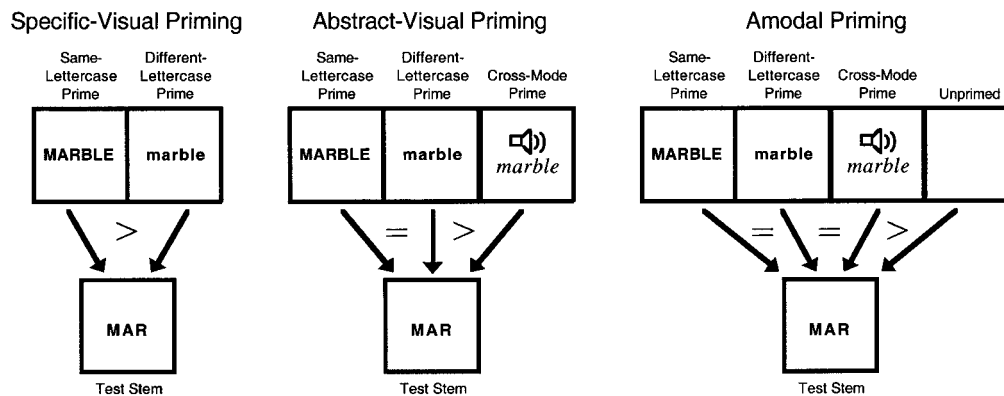 Specific-Visual Priming
Same-
Lettercase
Prime
Different-
Lettercase
Prime
MARBLE
marble
>
MAR
Test Stem
Abstract-Visual Priming
Same-
Lettercase
Prime
Different-
Lettercase
Prime
Cross-Mode
Prime
MARBLE
marble
marble
= >
MAR
Test Stem
Amodal Priming
Same-
Lettercase
Prime
Different-
Lettercase
Prime
Cross-Mode
Prime
Unprimed
MARBLE
marble
marble
= = >
MAR
Test Stem